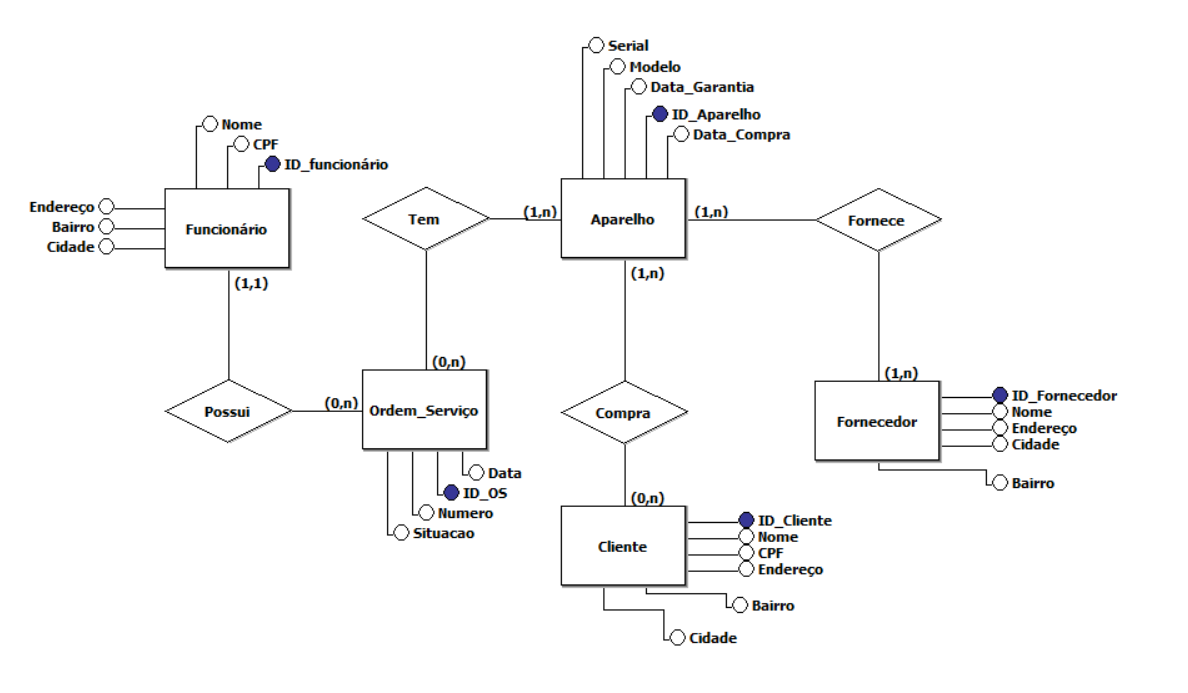 Serial
Modelo
Data_Garantia
ID_Aparelho
Data_Compra
Nome
CPF
ID_funcionário
Endereço
Bairro
Cidade
Funcionário
(1,1)
Tem
(1,n)
Aparelho
(1,n)
Fornece
(1,n)
(0,n)
Possui
(0,n)
Ordem_Serviço
Data
ID_OS
Numero
Situacao
Compra
(0,n)
Cliente
ID_Cliente
Nome
CPF
Endereço
Bairro
Cidade
(1,n)
Fornecedor
ID_Fornecedor
Nome
Endereço
Cidade
Bairro